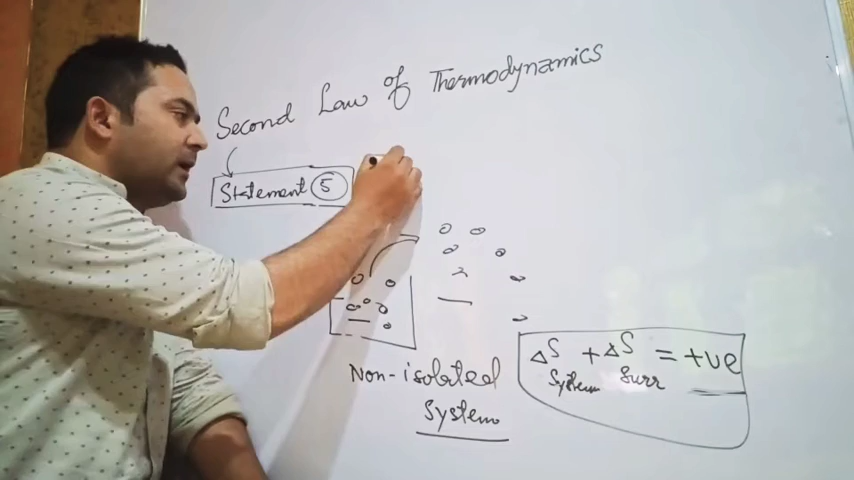 Second Law of Thermodynamics
Statement 5
Non-isolated
System
ΔS + ΔS = +ve
System Surr